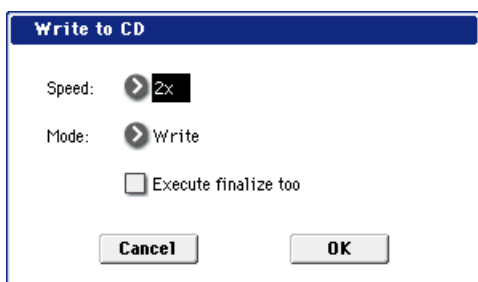 Write to CD
Speed: 2x
Mode: Write
Execute finalize too
Cancel OK